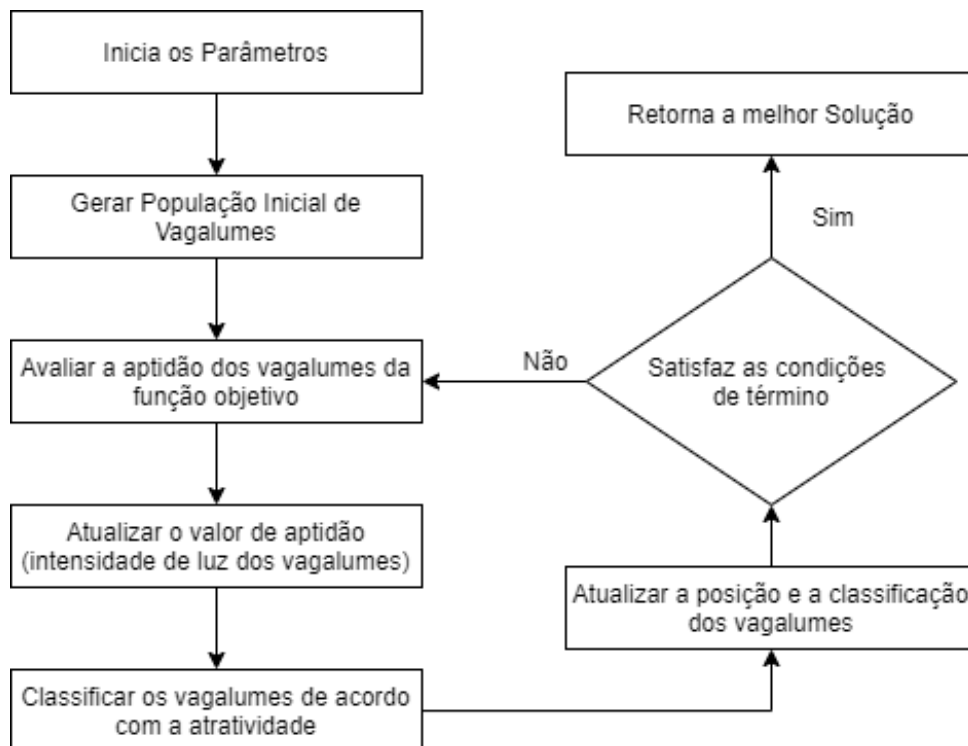 Inicia os Parâmetros
Gerar População Inicial de
Vagalumes
Avaliar a aptidão dos vagalumes da
função objetivo
Atualizar o valor de aptidão
(intensidade de luz dos vagalumes)
Classificar os vagalumes de acordo
com a atratividade
Atualizar a posição e a classificação
dos vagalumes
Satisfaz as condições
de término
Não
Sim
Retorna a melhor Solução